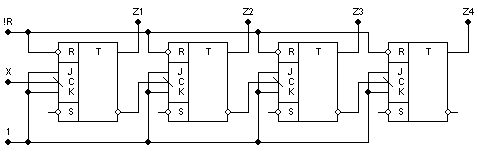 Z1 Z2 Z3 Z4
!R
R T R T R T R T
J J J J
X C C C C
K K K K
S S S S
1